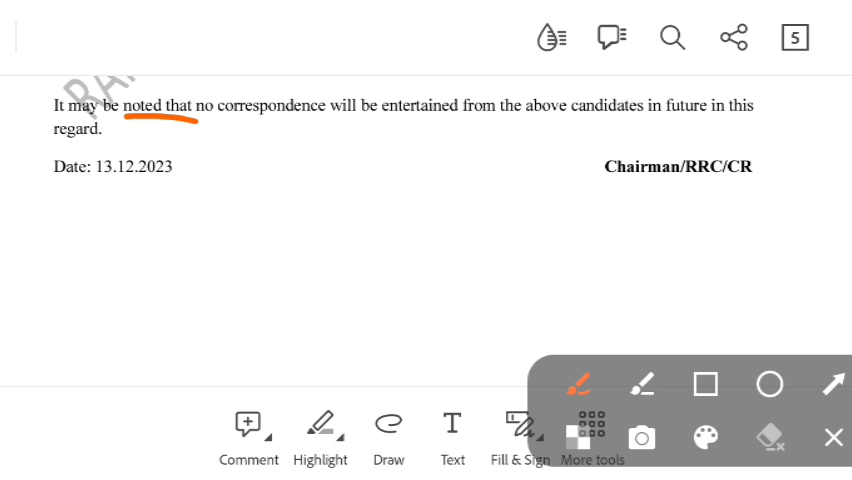 5
RA
It may be noted that no correspondence will be entertained from the above candidates in future in this
regard.
Date: 13.12.2023 Chairman/RRC/CR
Comment Highlight Draw Text Fill & Sign More tools